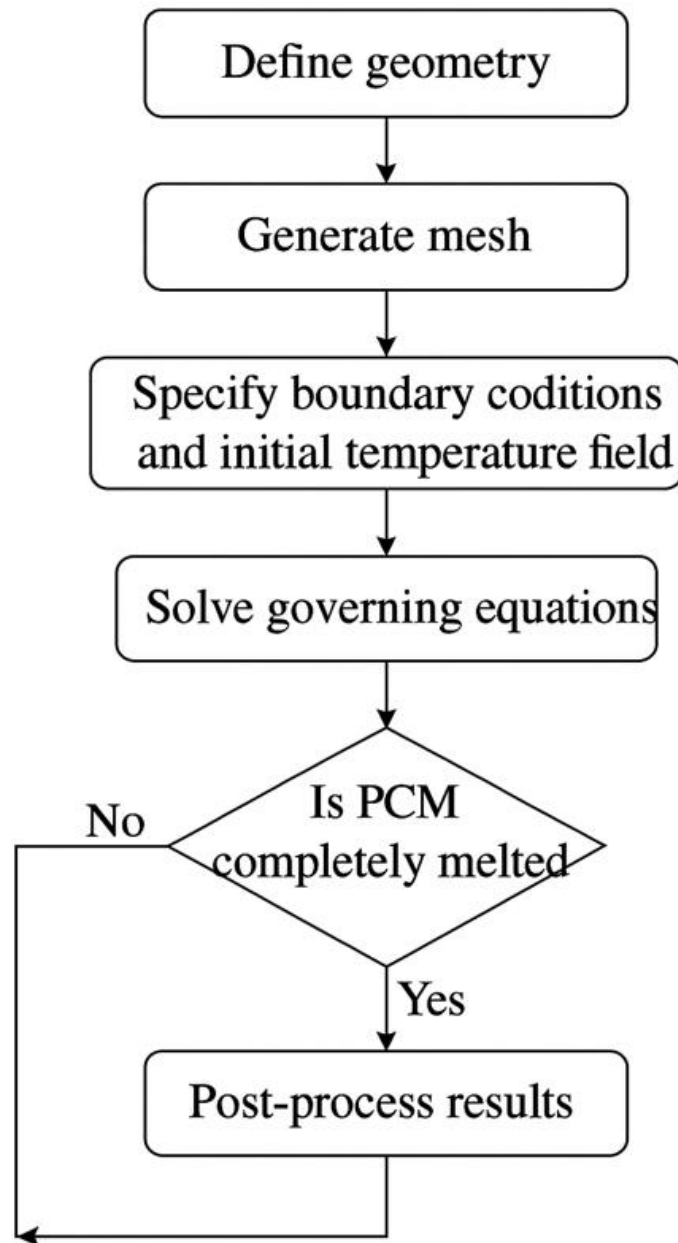 Define geometry
Generate mesh
Specify boundary coditions
and initial temperature field
Solve governing equations
Is PCM
completely melted
No
Yes
Post-process results